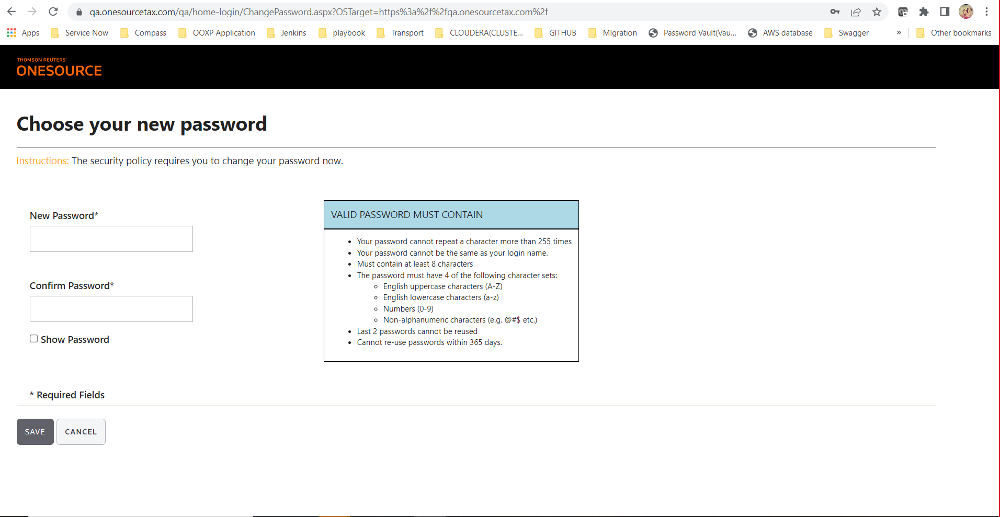 qa.onesourcetax.com/qa/home-login/ChangePassword.aspx?OSTarget=https%3a%2f%2fqa.onesourcetax.com%2f
Apps Service Now Compass OOXP Application Jenkins playbook Transport CLOUDERA(CLUSTE... GITHUB MIgration Password Vault(Vau... AWS database Swagger » Other bookmarks
THOMSON REUTERS®
ONESOURCE
Choose your new password
Instructions: The security policy requires you to change your password now.
New Password*
Confirm Password*
Show Password
VALID PASSWORD MUST CONTAIN
• Your password cannot repeat a character more than 255 times
• Your password cannot be the same as your login name.
• Must contain at least 8 characters
• The password must have 4 of the following character sets:
◦ English uppercase characters (A-Z)
◦ English lowercase characters (a-z)
◦ Numbers (0-9)
◦ Non-alphanumeric characters (e.g. @#$ etc.)
• Last 2 passwords cannot be reused
• Cannot re-use passwords within 365 days.
* Required Fields
SAVE CANCEL